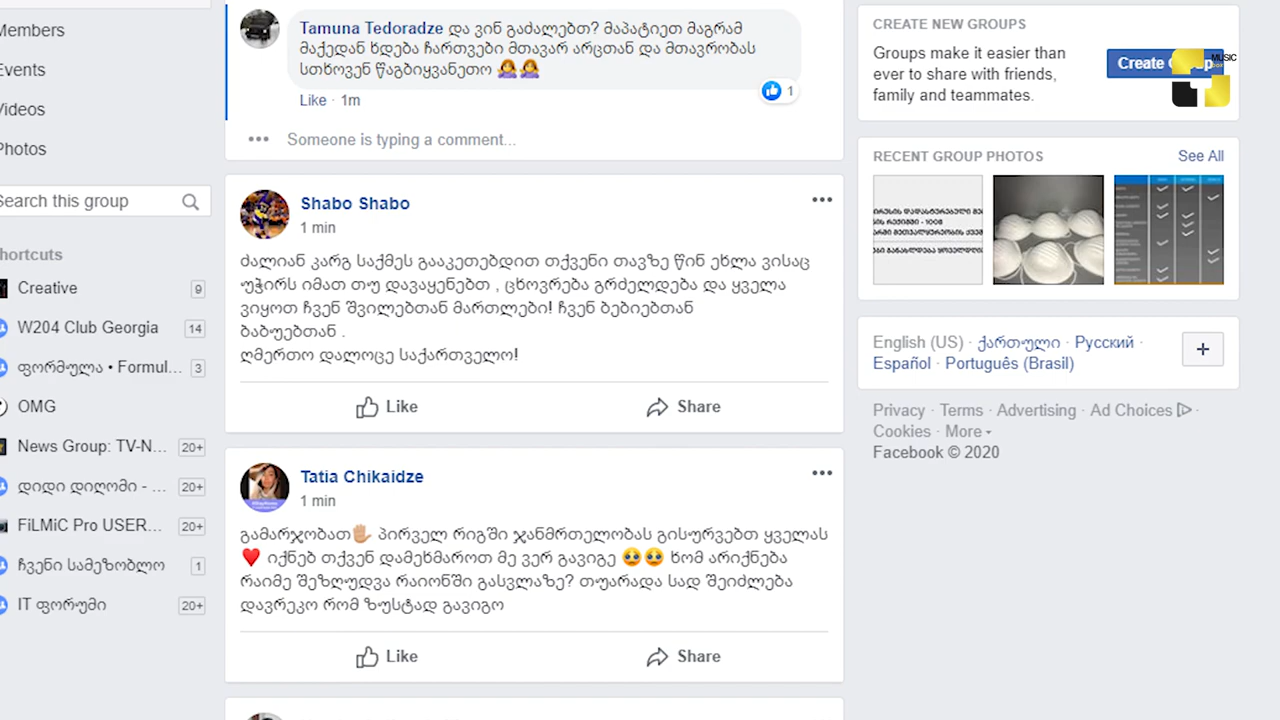 Members
Events
Videos
Photos
Search this group
hortcuts
Creative 9
W204 Club Georgia 14
ფორმულა • Formul... 3
OMG
News Group: TV-N... 20+
დიდი დიღომი - ... 20+
FiLMiC Pro USER... 20+
ჩვენი სამეზობლო 1
IT ფორუმი 20+
Tamuna Tedoradze და ვინ გაძალებთ? მაპატიეთ მაგრამ
მაქედან ხდება ჩართვები მთავარ არცთან და მთავრობას
სთხოვენ წაგბიყვანეთო
1
Like · 1m
Someone is typing a comment...
Shabo Shabo
1 min
ძალიან კარგ საქმეს გააკეთებდით თქვენი თავზე წინ ეხლა ვისაც
უჭირს იმათ თუ დავაყენებთ , ცხოვრება გრძელდება და ყველა
ვიყოთ ჩვენ შვილებთან მართლები! ჩვენ ბებიებთან
ბაბუებთან .
ღმერთო დალოცე საქართველო!
Like Share
Tatia Chikaidze
1 min
გამარჯობათ✋ პირველ რიგში ჯანმრთელობას გისურვებთ ყველას
❤️ იქნებ თქვენ დამეხმაროთ მე ვერ გავიგე 🥺🥺 ხომ არიქნება
რაიმე შეზღუდვა რაიონში გასვლაზე? თუარადა სად შეიძლება
დავრეკო რომ ზუსტად გავიგო
Like Share
CREATE NEW GROUPS
Groups make it easier than
ever to share with friends,
family and teammates.
Create Group
MUSIC
RECENT GROUP PHOTOS See All
English (US) · ქართული · Русский ·
Español · Português (Brasil)
Privacy · Terms · Advertising · Ad Choices ·
Cookies · More
Facebook © 2020